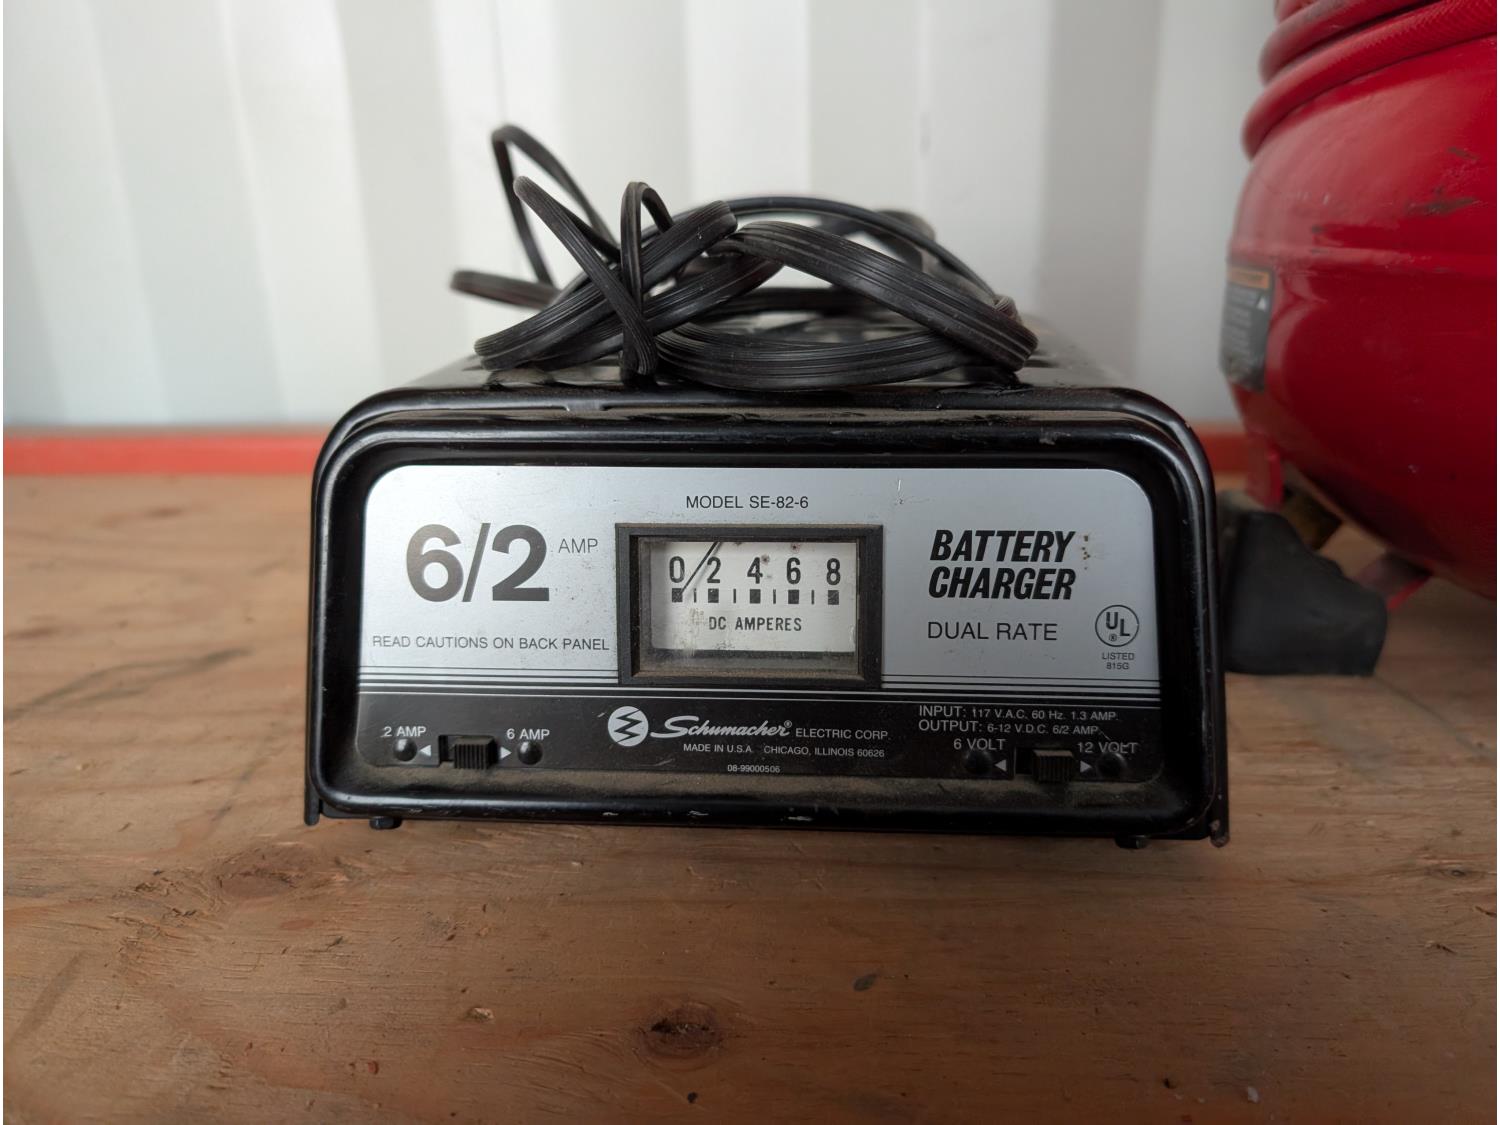 MODEL SE-82-6
6/2 AMP
READ CAUTIONS ON BACK PANEL
0 2 4 6 8
DC AMPERES
BATTERY
CHARGER
DUAL RATE
UL
®
LISTED
815G
2 AMP
6 AMP
Schumacher® ELECTRIC CORP.
MADE IN U.S.A. CHICAGO, ILLINOIS 60626
08-99000506
INPUT: 117 V.A.C. 60 Hz. 1.3 AMP.
OUTPUT: 6-12 V.D.C. 6/2 AMP.
6 VOLT
12 VOLT